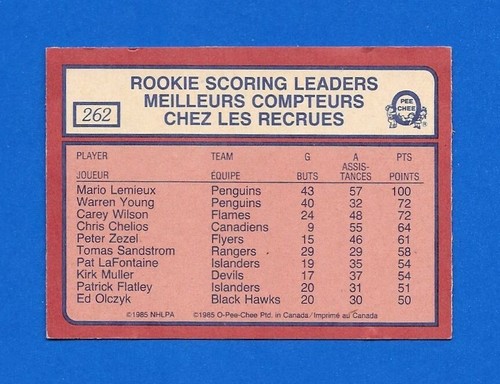 ROOKIE SCORING LEADERS
MEILLEURS COMPTEURS
CHEZ LES RECRUES
262
O PEE CHEE
PLAYER TEAM G A PTS
ASSIS-
JOUEUR ÉQUIPE BUTS TANCES POINTS
Mario Lemieux Penguins 43 57 100
Warren Young Penguins 40 32 72
Carey Wilson Flames 24 48 72
Chris Chelios Canadiens 9 55 64
Peter Zezel Flyers 15 46 61
Tomas Sandstrom Rangers 29 29 58
Pat LaFontaine Islanders 19 35 54
Kirk Muller Devils 17 37 54
Patrick Flatley Islanders 20 31 51
Ed Olczyk Black Hawks 20 30 50
©1985 NHLPA ©1985 O-Pee-Chee Ptd. in Canada/Imprimé au Canada